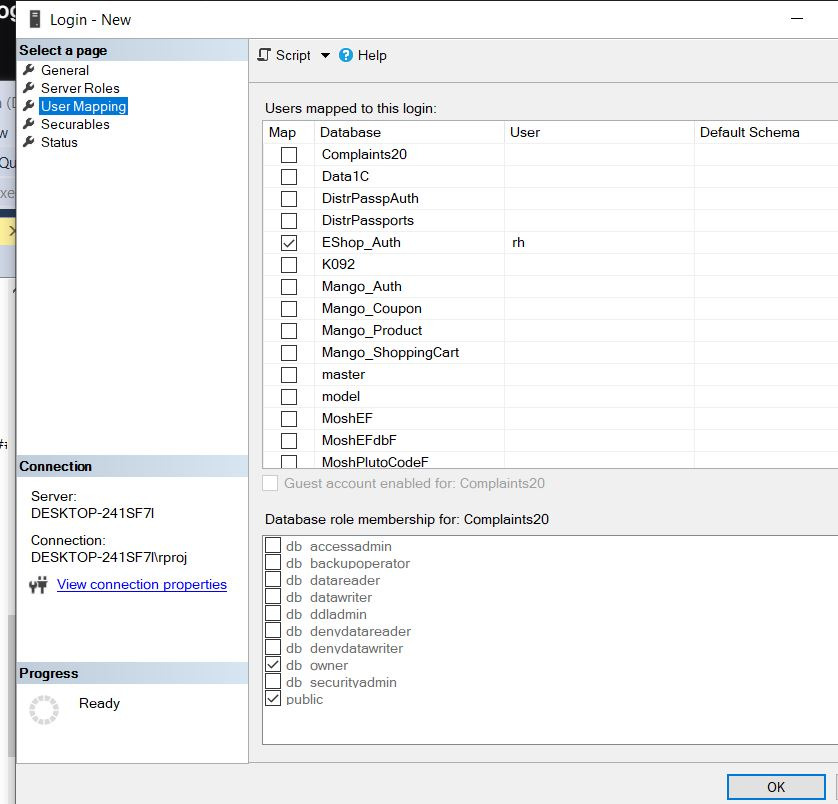 Login - New
Select a page
General
Server Roles
User Mapping
Securables
Status
Script Help
Users mapped to this login:
Map Database User Default Schema
Complaints20
Data1C
DistrPasspAuth
DistrPassports
EShop_Auth rh
K092
Mango_Auth
Mango_Coupon
Mango_Product
Mango_ShoppingCart
master
model
MoshEF
MoshEFdbF
MoshPlutoCodeF
Guest account enabled for: Complaints20
Database role membership for: Complaints20
db_accessadmin
db_backupoperator
db_datareader
db_datawriter
db_ddladmin
db_denydatareader
db_denydatawriter
db_owner
db_securityadmin
public
Connection
Server:
DESKTOP-241SF7I
Connection:
DESKTOP-241SF7I\rproj
View connection properties
Progress
Ready
OK